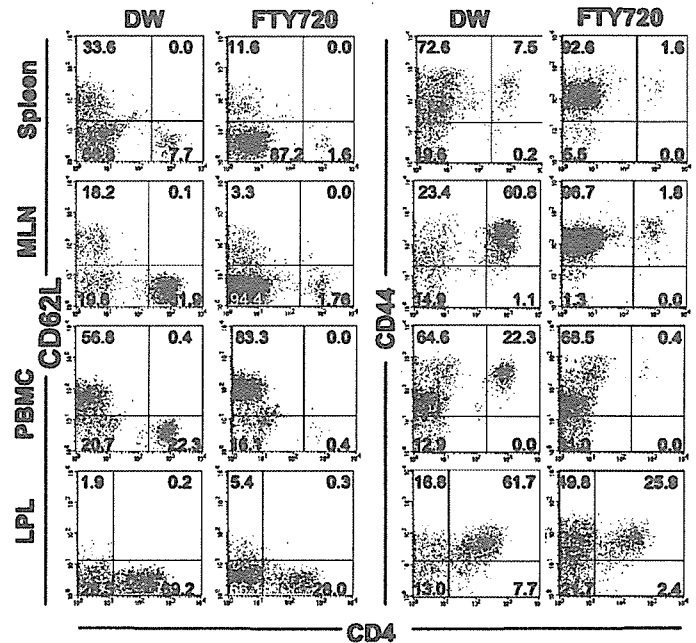 DW FTY720 DW FTY720
Spleen
33.6 0.0 11.6 0.0 72.6 7.5 92.6 1.6
7.7 87.2 1.6 19.6 0.2 5.5 0.0
MLN
18.2 0.1 3.3 0.0 23.4 60.8 96.7 1.8
19.8 94.4 1.76 14.9 1.1 1.3 0.0
CD62L
CD44
PBMC
56.8 0.4 83.3 0.0 64.6 22.3 68.5 0.4
20.7 22.3 0.4 12.9 0.0 0.0
LPL
1.9 0.2 5.4 0.3 16.8 61.7 49.8 25.9
69.2 28.0 13.0 7.7 2.4
CD4